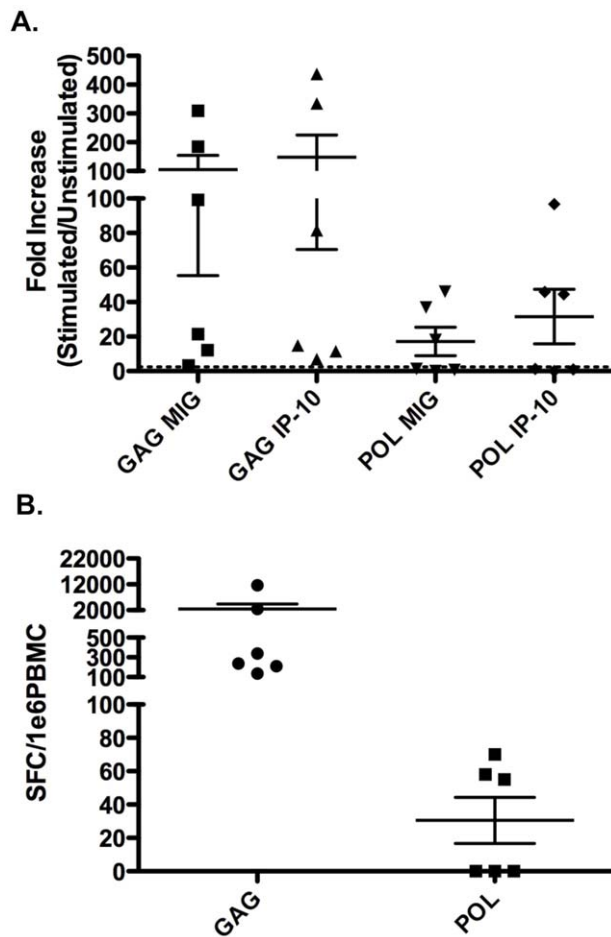 A.
Fold Increase
(Stimulated/Unstimulated)
500
400
300
200
100
100
80
60
40
20
0
GAG MIG
GAG IP-10
POL MIG
POL IP-10
B.
SFC/1e6PBMC
22000
12000
2000
500
300
100
100
80
60
40
20
0
GAG
POL